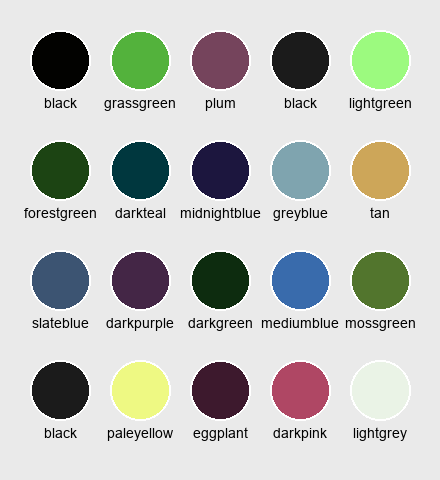 black grassgreen plum black lightgreen
forestgreen darkteal midnightblue greyblue tan
slateblue darkpurple darkgreen mediumblue mossgreen
black paleyellow eggplant darkpink lightgrey